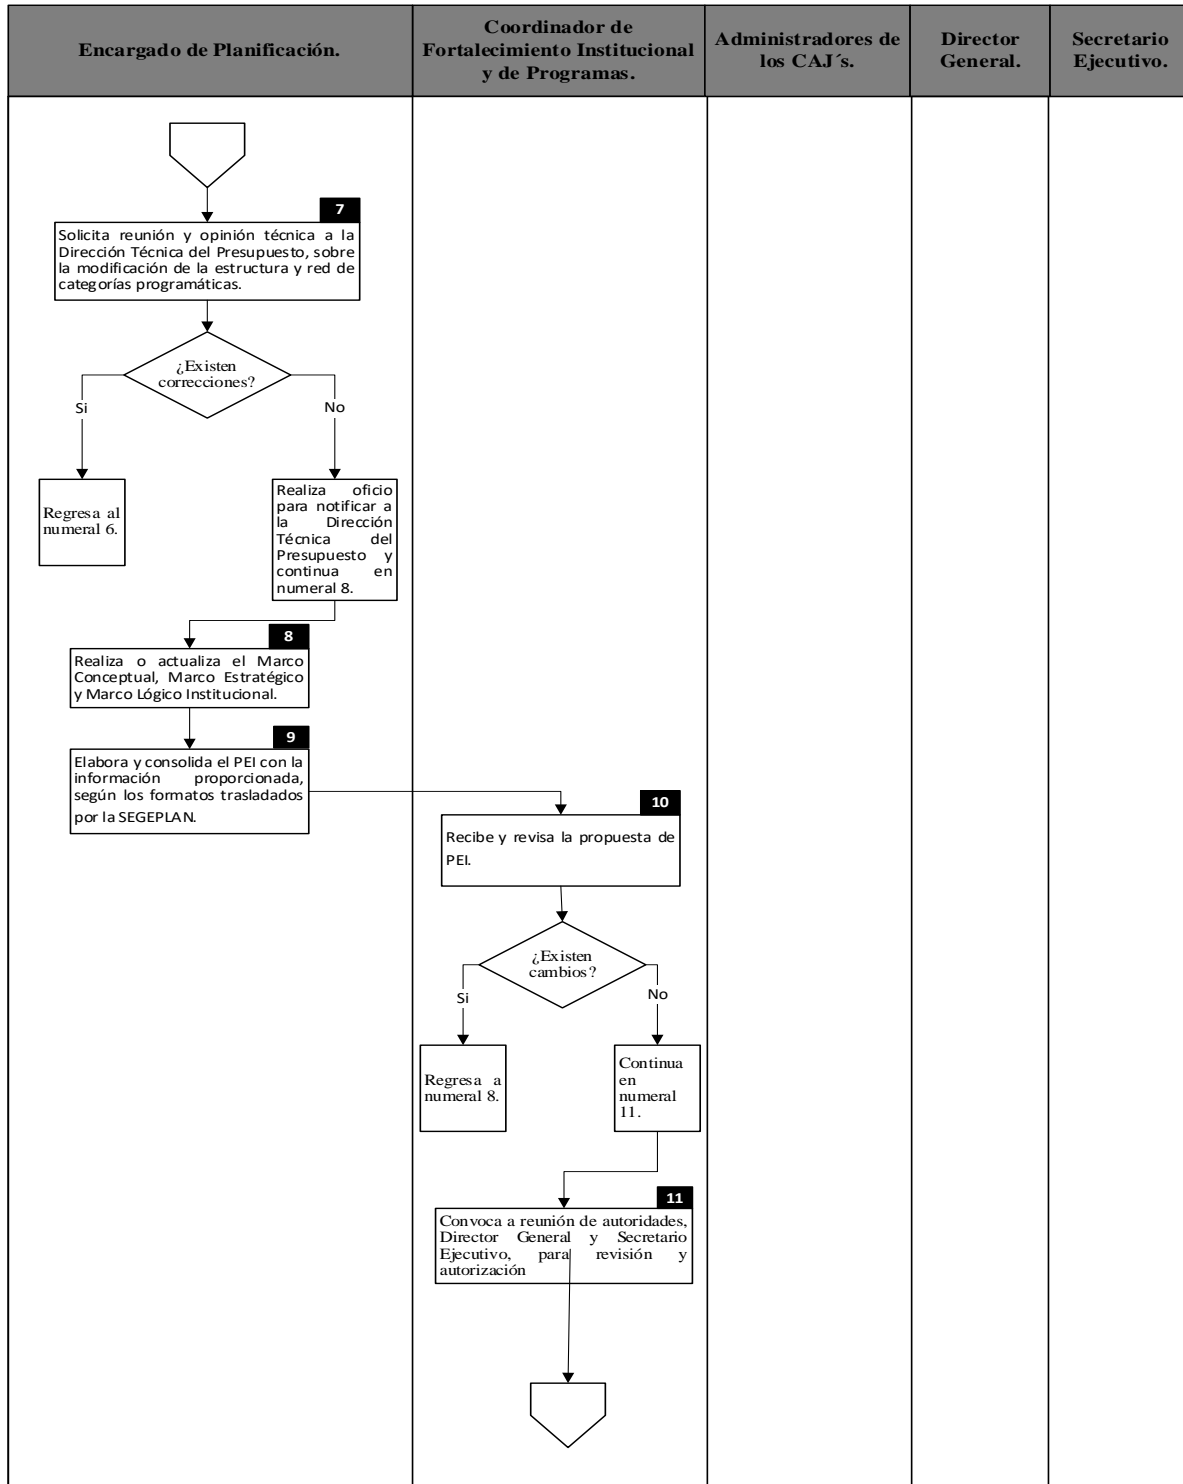 Encargado de Planificación.
Coordinador de
Fortalecimiento Institucional
y de Programas.
Administradores de
los CAJ´s.
Director
General.
Secretario
Ejecutivo.
7
Solicita reunión y opinión técnica a la
Dirección Técnica del Presupuesto, sobre
la modificación de la estructura y red de
categorías programáticas.
¿Existen
correcciones?
Si
No
Regresa al
numeral 6.
Realiza oficio
para notificar a
la Dirección
Técnica del
Presupuesto y
continua en
numeral 8.
8
Realiza o actualiza el Marco
Conceptual, Marco Estratégico
y Marco Lógico Institucional.
9
Elabora y consolida el PEI con la
información proporcionada,
según los formatos trasladados
por la SEGEPLAN.
10
Recibe y revisa la propuesta de
PEI.
¿Existen
cambios?
Si
No
Regresa a
numeral 8.
Continua
en
numeral
11.
11
Convoca a reunión de autoridades,
Director General y Secretario
Ejecutivo, para revisión y
autorización